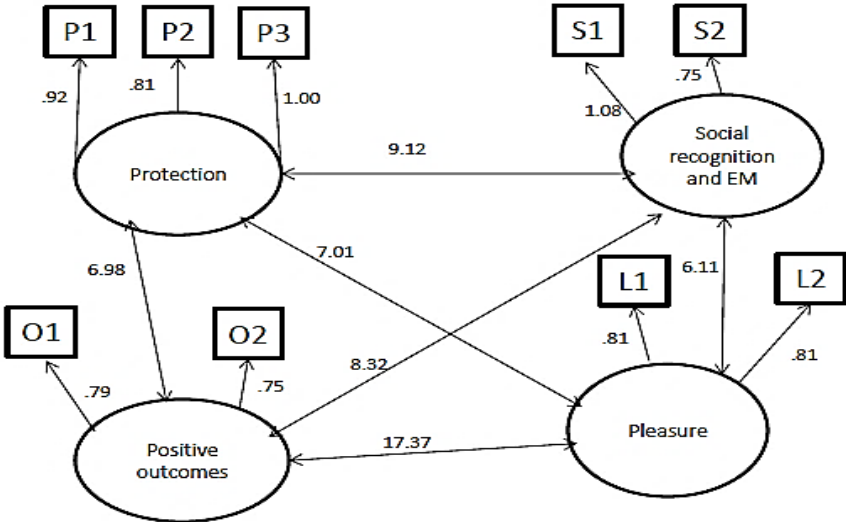 P1
P2
P3
S1
S2
.92
.81
1.00
1.08
.75
Protection
9.12
Social
recognition
and EM
6.98
7.01
6.11
L1
L2
O1
O2
.79
.75
8.32
.81
.81
Positive
outcomes
17.37
Pleasure